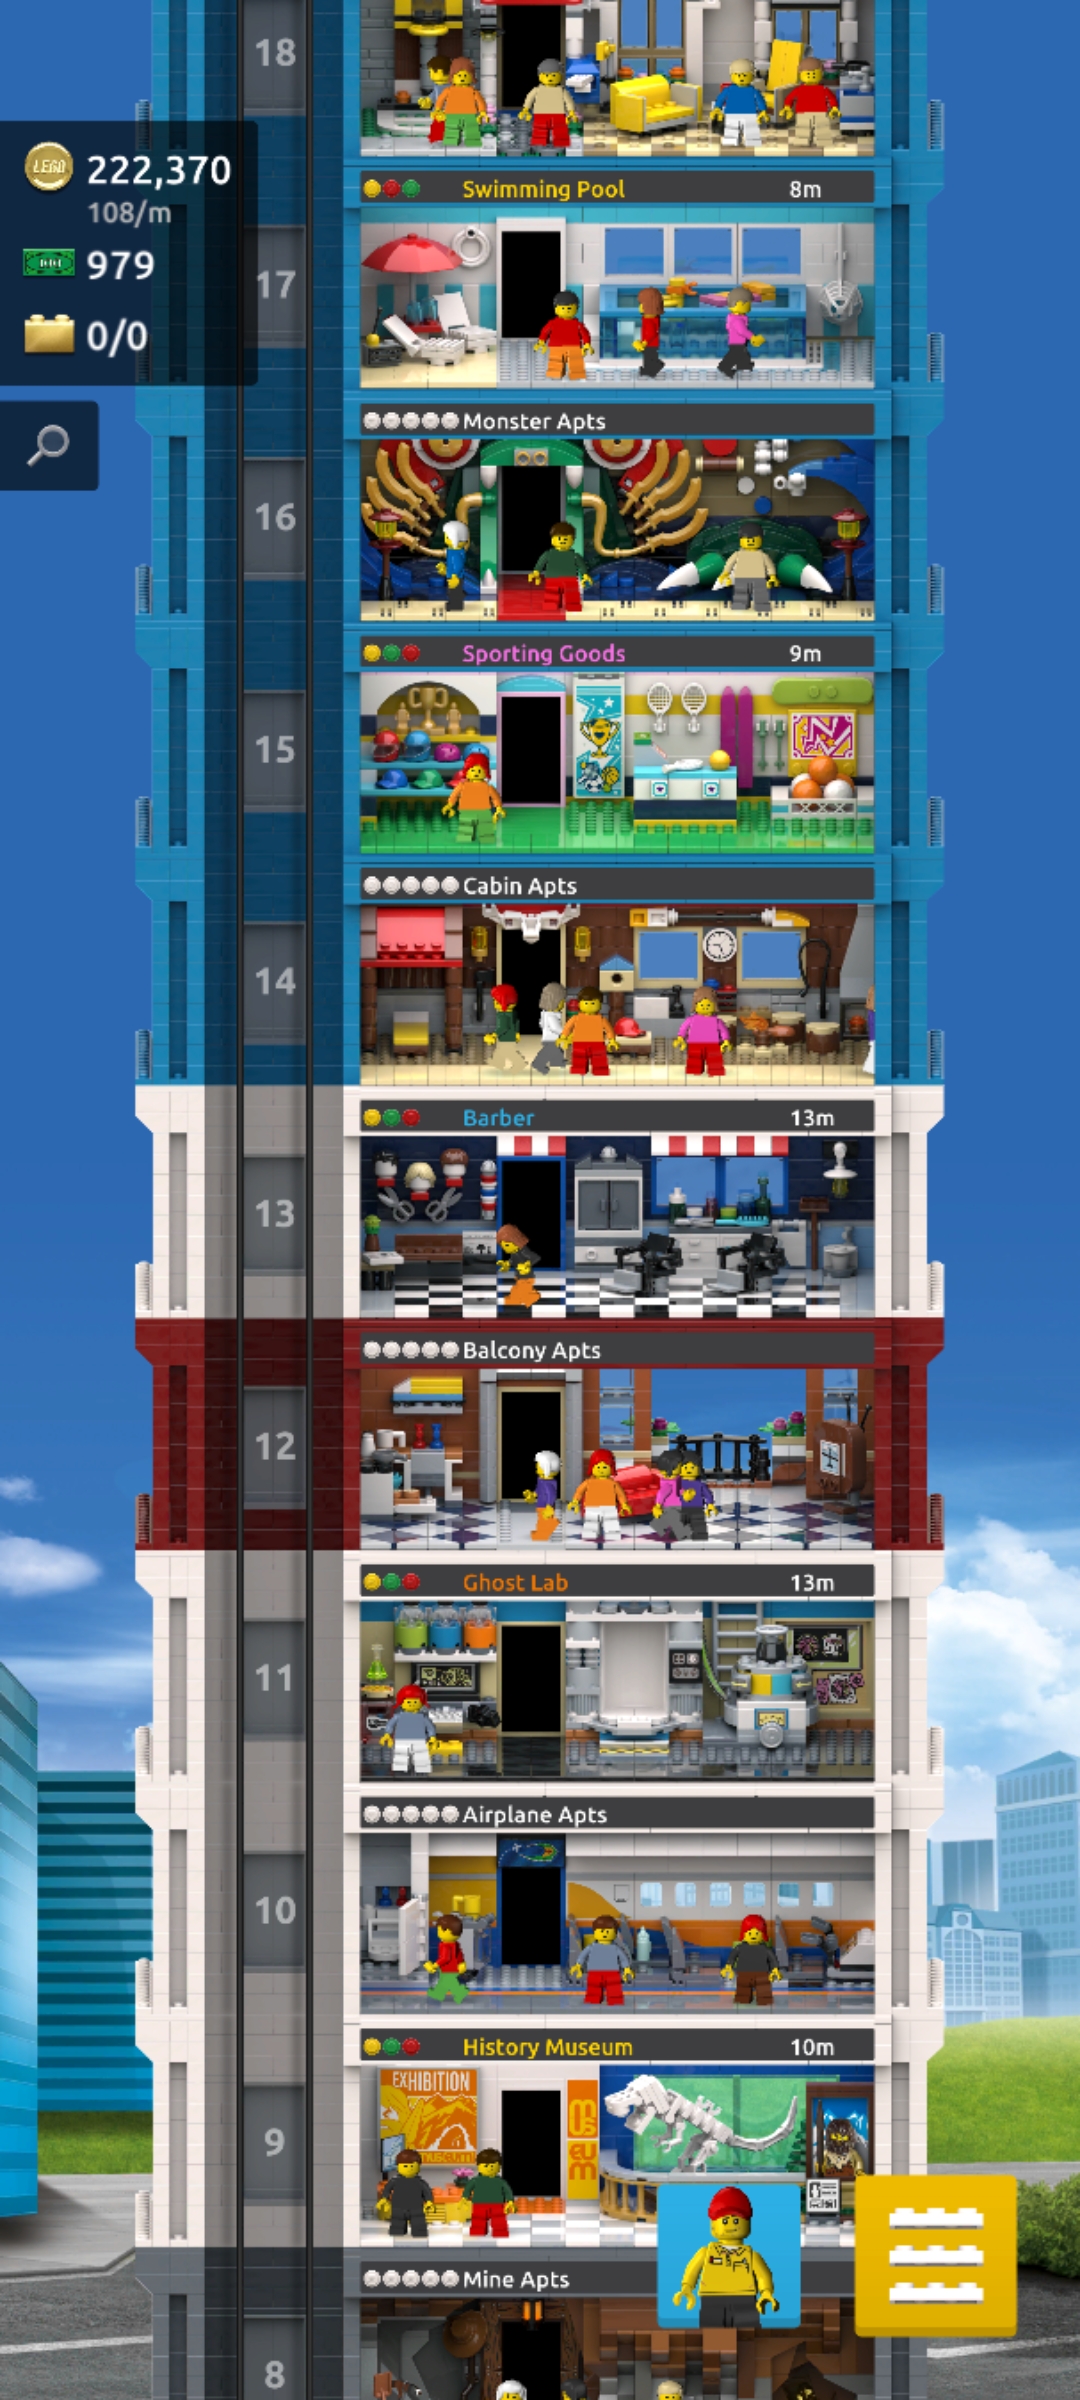 18
LEGO
222,370
108/m
979
0/0
Swimming Pool 8m
17
Monster Apts
16
Sporting Goods 9m
15
Cabin Apts
14
Barber 13m
13
Balcony Apts
12
Ghost Lab 13m
11
Airplane Apts
10
History Museum 10m
EXHIBITION
MUSEUM
9
Mine Apts
8